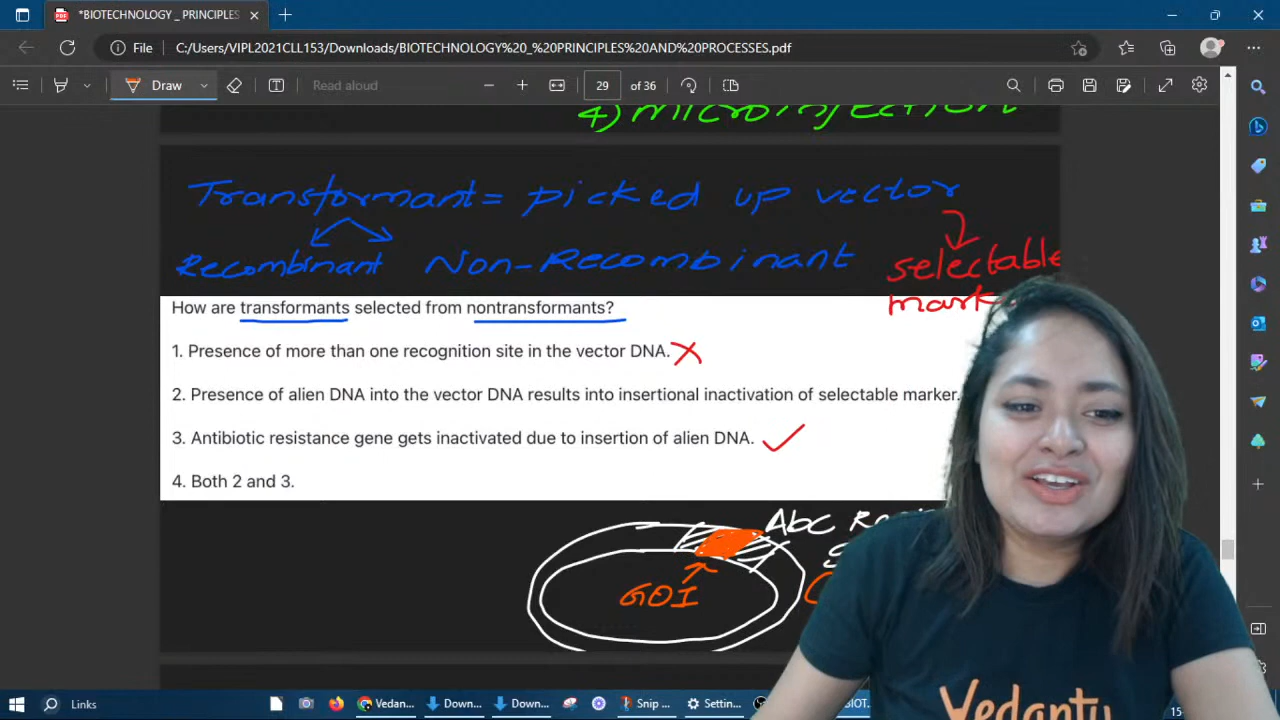 *BIOTECHNOLOGY _ PRINCIPLES
File
C:/Users/VIPL2021CLL153/Downloads/BIOTECHNOLOGY%20_%20PRINCIPLES%20AND%20PROCESSES.pdf
Draw
Read aloud
29 of 36
4) microinjection
Transformant = picked up vector
Recombinant Non-Recombinant
selectable
mark
How are transformants selected from nontransformants?
1. Presence of more than one recognition site in the vector DNA.
2. Presence of alien DNA into the vector DNA results into insertional inactivation of selectable marker.
3. Antibiotic resistance gene gets inactivated due to insertion of alien DNA.
4. Both 2 and 3.
Abc
GOI
Vedantu
Links
Vedan...
Down...
Down...
Snip ...
Settin...
15-